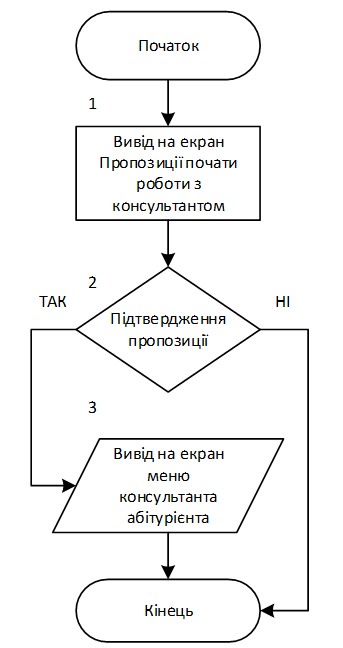 Початок
1
Вивід на екран
Пропозиції почати
роботи з
консультантом
2
ТАК
НІ
Підтвердження
пропозиції
3
Вивід на екран
меню
консультанта
абітурієнта
Кінець